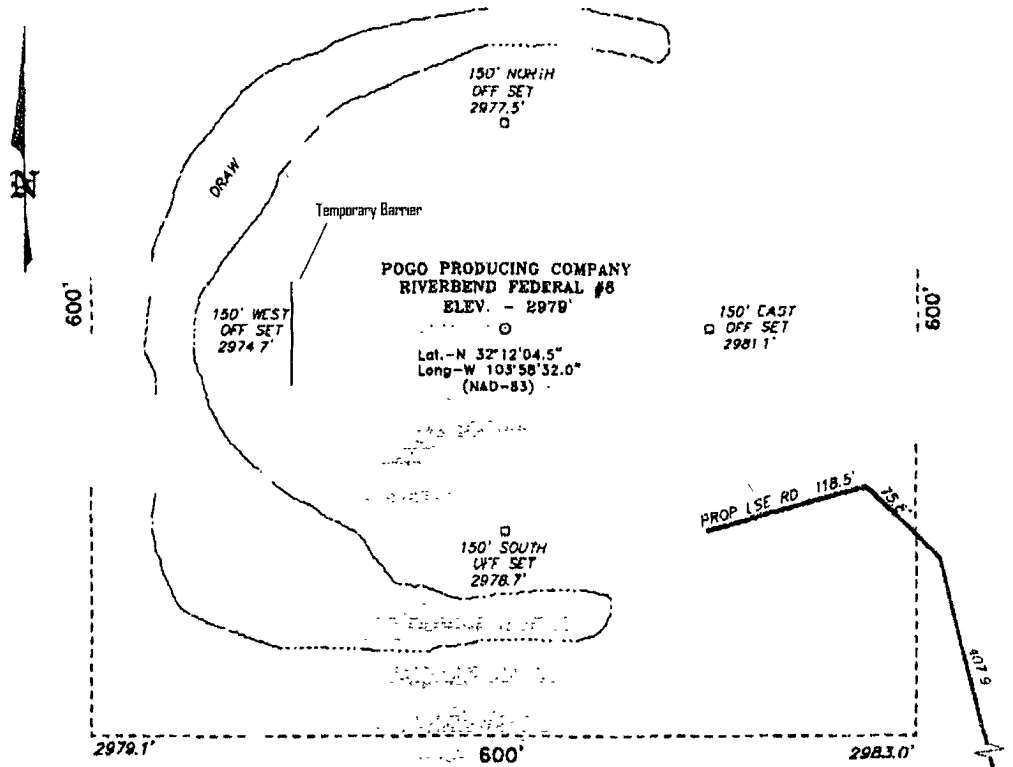 150' NORTH
OFF SET
2977.5'
DRAW
Temporary Barrier
POGO PRODUCING COMPANY
RIVERBEND FEDERAL #8
ELEV. - 2979'
600'
150' WEST
OFF SET
2974.7'
150' EAST
OFF SET
2981.1'
600'
Lat.-N 32°12'04.5"
Long-W 103°58'32.0"
(NAD-83)
PROP LSE RD 118.5'
150' SOUTH
OFF SET
2978.7'
407.9
2979.1'
600'
2983.0'